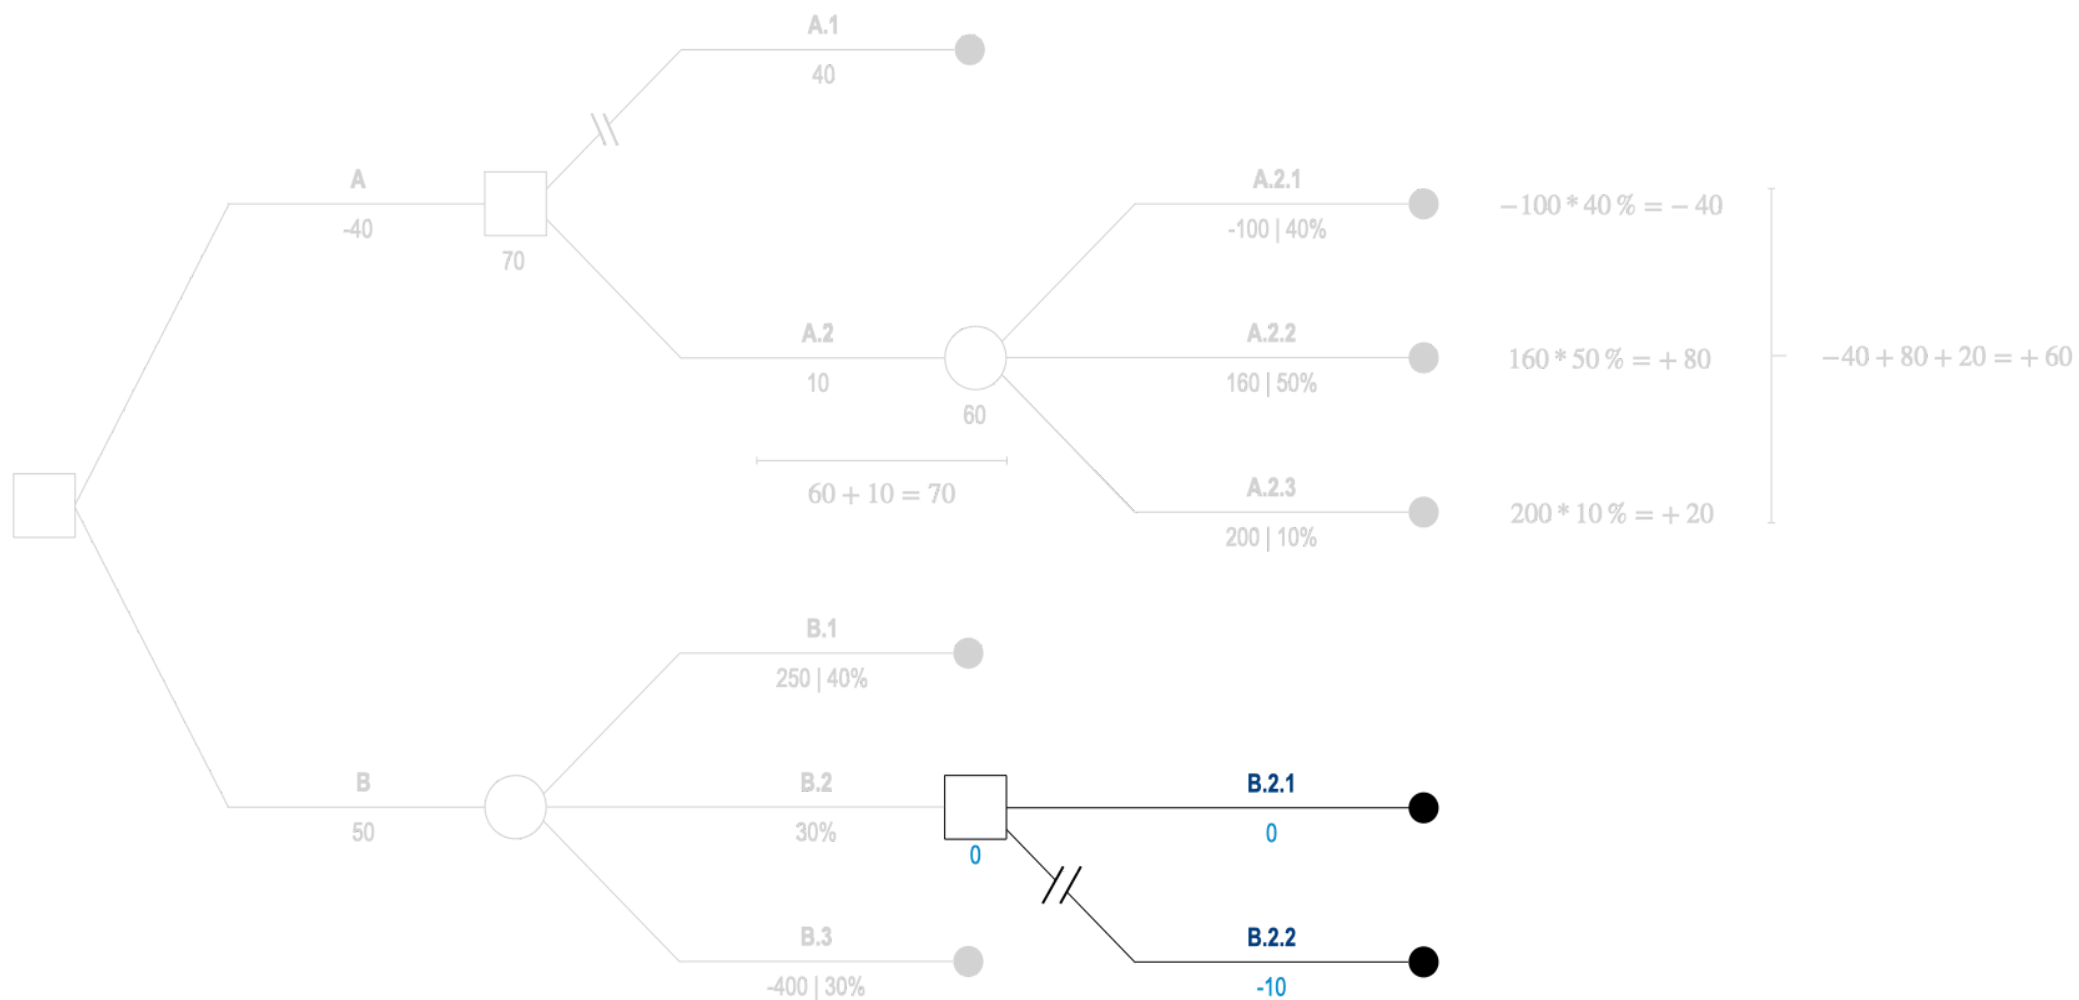 A.1
40
A
-40
70
A.2.1
-100 | 40%
−100 * 40 % = − 40
A.2
10
60
A.2.2
160 | 50%
160 * 50 % = + 80
−40 + 80 + 20 = + 60
60 + 10 = 70
A.2.3
200 | 10%
200 * 10 % = + 20
B.1
250 | 40%
B
50
B.2
30%
0
B.2.1
0
B.3
-400 | 30%
B.2.2
-10